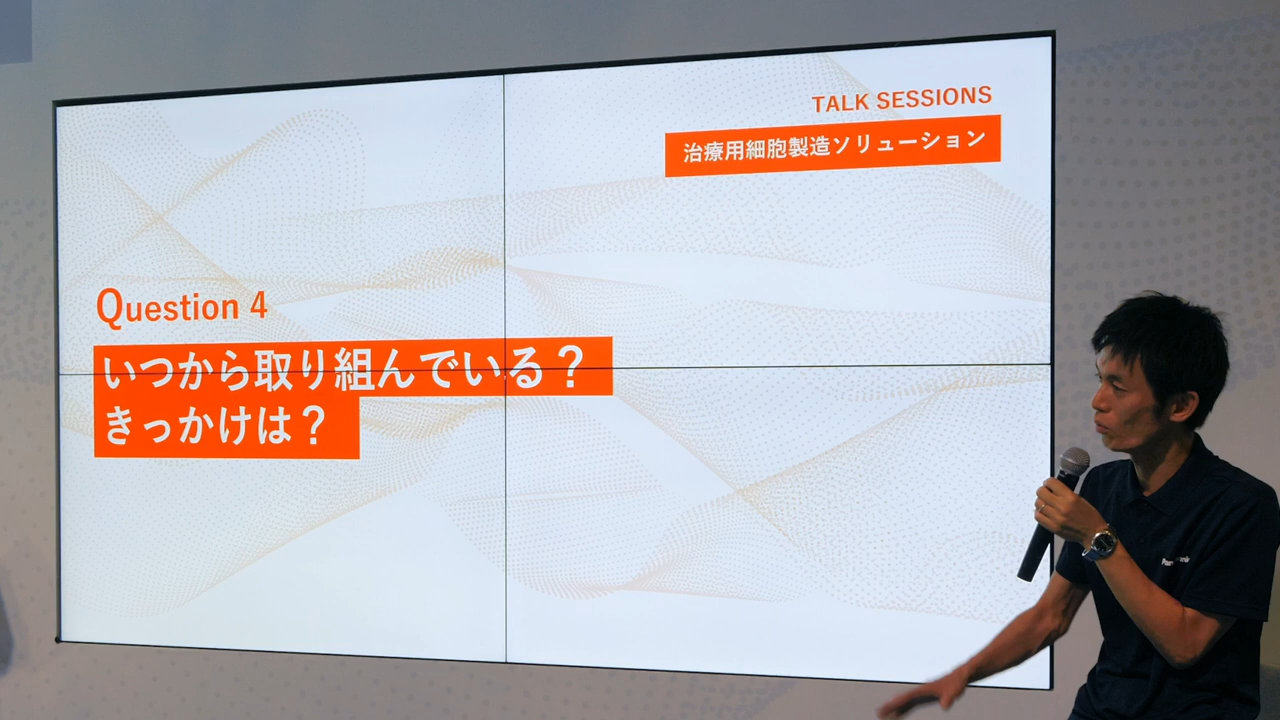 TALK SESSIONS
治療用細胞製造ソリューション
Question 4
いつから取り組んでいる？
きっかけは？